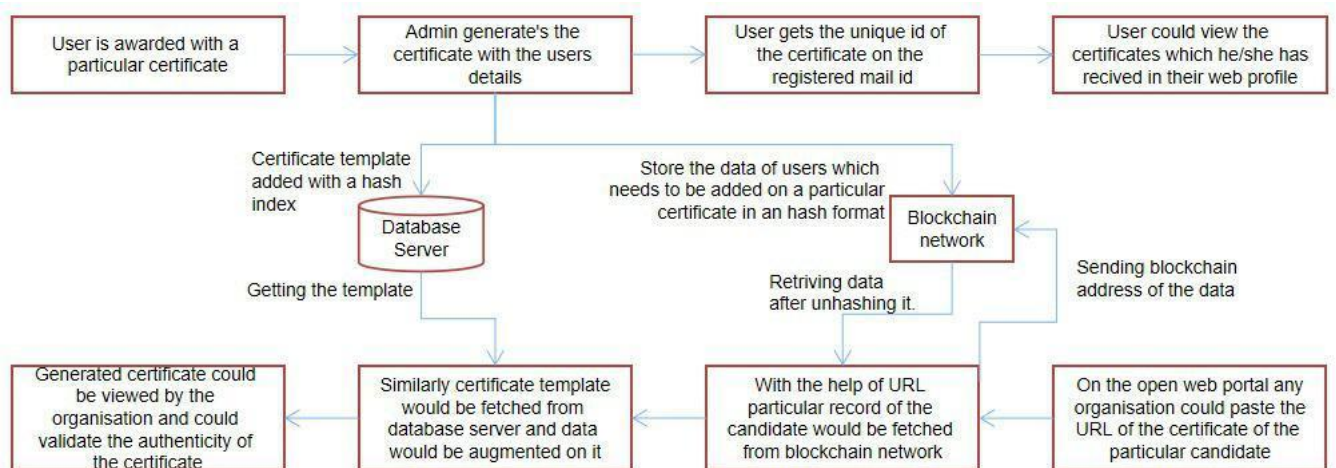 User is awarded with a
particular certificate
Admin generate's the
certificate with the users
details
User gets the unique id of
the certificate on the
registered mail id
User could view the
certificates which he/she has
recived in their web profile
Certificate template
added with a hash
index
Store the data of users which
needs to be added on a particular
certificate in an hash format
Database
Server
Blockchain
network
Getting the template
Retriving data
after unhashing it.
Sending blockchain
address of the data
Generated certificate could
be viewed by the
organisation and could
validate the authenticity of
the certificate
Similarly certificate template
would be fetched from
database server and data
would be augmented on it
With the help of URL
particular record of the
candidate would be fetched
from blockchain network
On the open web portal any
organisation could paste the
URL of the certificate of the
particular candidate